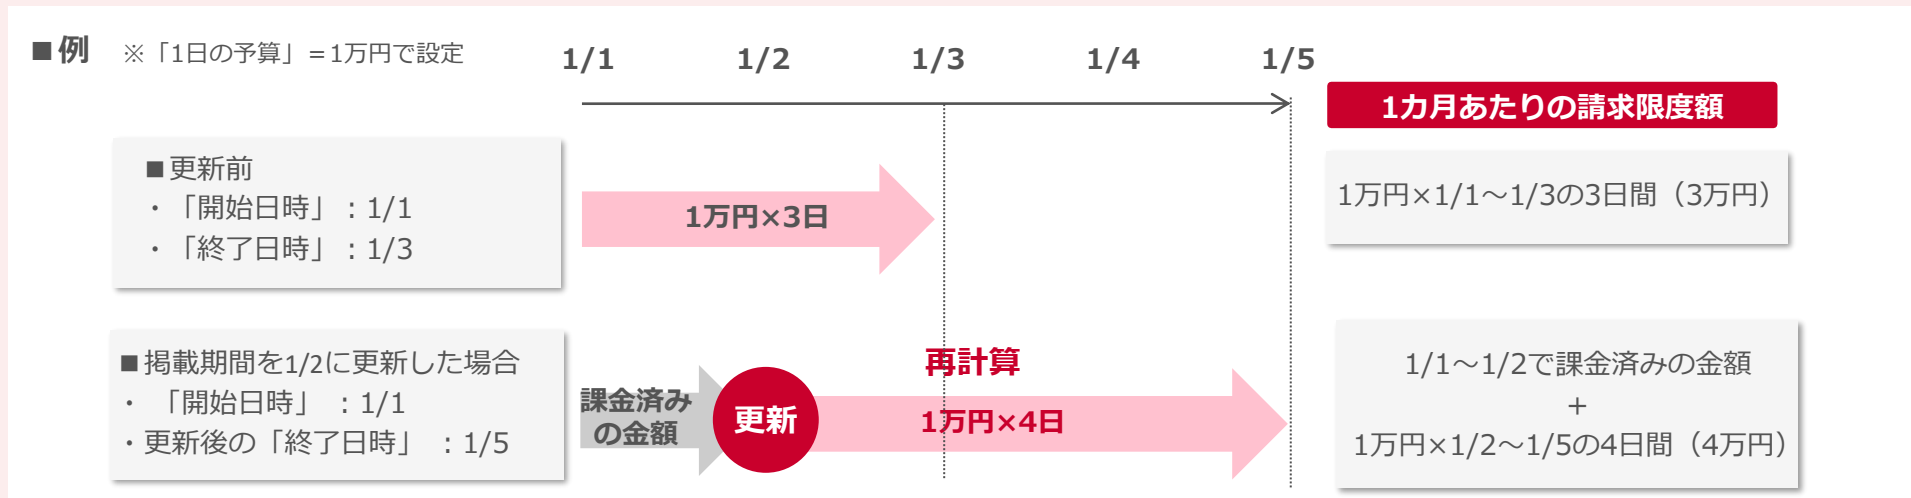 ■例 ※「1日の予算」＝1万円で設定
1/1 1/2 1/3 1/4 1/5
1カ月あたりの請求限度額
■更新前
・「開始日時」：1/1
・「終了日時」：1/3
1万円×3日
1万円×1/1～1/3の3日間（3万円）
■掲載期間を1/2に更新した場合
・ 「開始日時」 ：1/1
・更新後の「終了日時」 ：1/5
課金済み
の金額
更新
再計算
1万円×4日
1/1～1/2で課金済みの金額
＋
1万円×1/2～1/5の4日間（4万円）